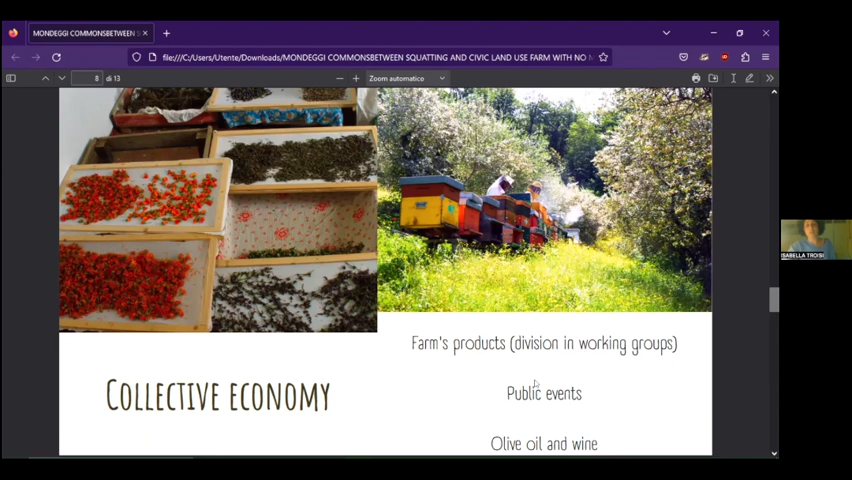 MONDEGGI COMMONSBETWEEN S
file:///C:/Users/Utente/Downloads/MONDEGGI COMMONSBETWEEN SQUATTING AND CIVIC LAND USE FARM WITH NO M
8 di 13
Zoom automatico
ISABELLA TROISI
Farm's products (division in working groups)
Collective economy
Public events
Olive oil and wine